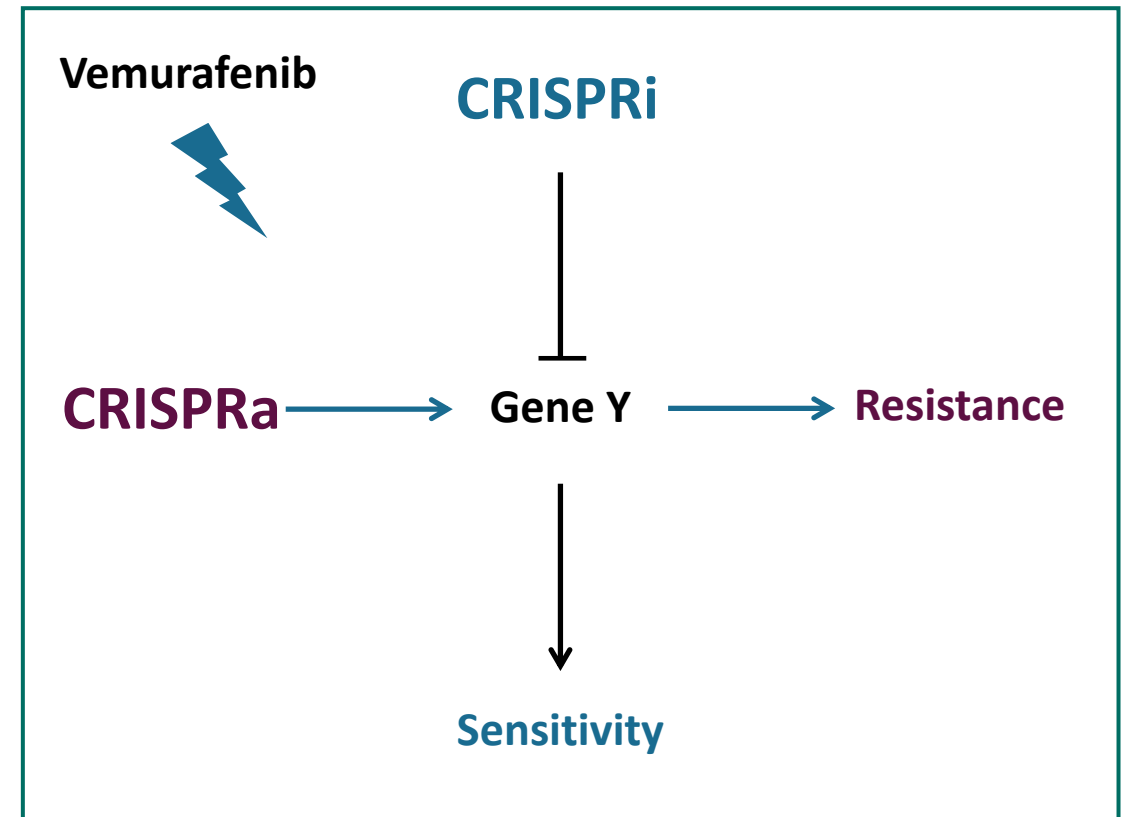 Vemurafenib
CRISPRi
CRISPRa
Gene Y
Resistance
Sensitivity